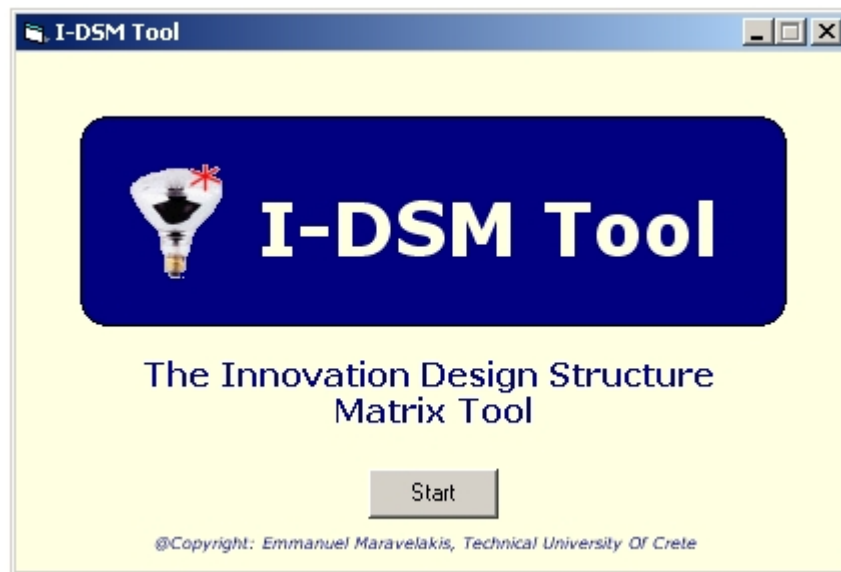 I-DSM Tool
I-DSM Tool
The Innovation Design Structure
Matrix Tool
Start
@Copyright: Emmanuel Maravelakis, Technical University Of Crete